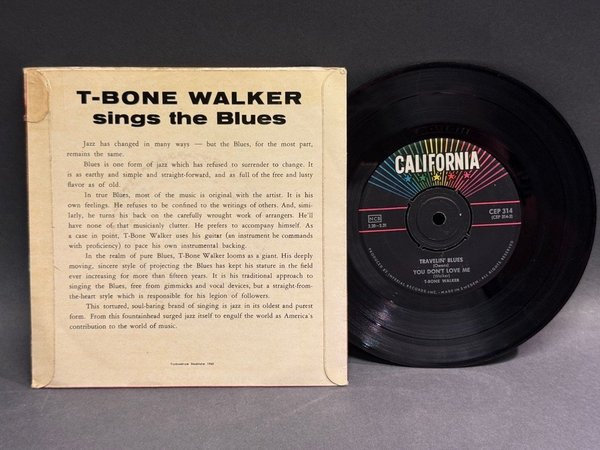 T-BONE WALKER
sings the Blues
Jazz has changed in many ways — but the Blues, for the most part,
remains the same.
Blues is one form of jazz which has refused to surrender to change. It
is as earthy and simple and straight-forward, and as full of the free and lusty
flavor as of old.
In true Blues, most of the music is original with the artist. It is his
own feelings. He refuses to be confined to the writings of others. And, simi-
larly, he turns his back on the carefully wrought work of arrangers. He'll
have none of that musicianly clutter. He prefers to accompany himself. As
a case in point, T-Bone Walker uses his guitar (an instrument he commands
with proficiency) to pace his own instrumental backing.
In the realm of pure Blues, T-Bone Walker looms as a giant. His deeply
moving, sincere style of projecting the Blues has kept his stature in the field
ever increasing for more than fifteen years. It is his traditional approach to
singing the Blues, free from gimmicks and vocal devices, but a straight-from-
the-heart style which is responsible for his legion of followers.
This tortured, soul-baring brand of singing is jazz in its oldest and purest
form. From this fountainhead surged jazz itself to engulf the world as America's
contribution to the world of music.
CALIFORNIA
NCB
CEP 314
TRAVELIN' BLUES
(Owens)
YOU DON'T LOVE ME
(Walker)
T-BONE WALKER
RECORDED BY IMPERIAL RECORDS INC. - MADE IN SWEDEN